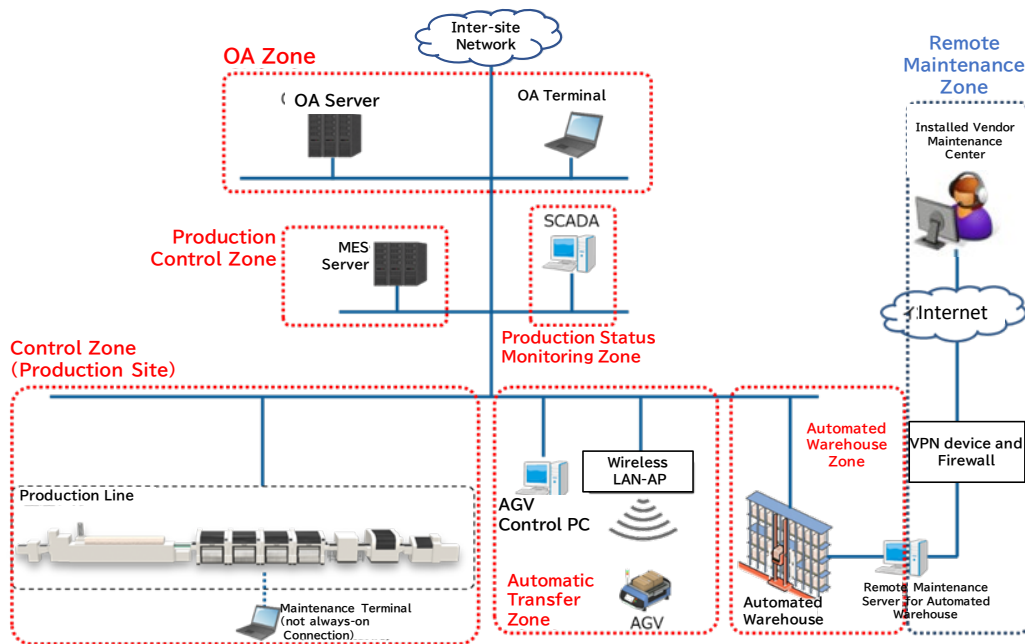 Inter-site
Network
OA Zone
OA Server
OA Terminal
Remote
Maintenance
Zone
Installed Vendor
Maintenance
Center
Production
Control Zone
MES
Server
SCADA
Production Status
Monitoring Zone
Internet
Control Zone
(Production Site)
Production Line
Maintenance Terminal
(not always-on
Connection)
AGV
Control PC
Wireless
LAN-AP
Automatic
Transfer
Zone
AGV
Automated
Warehouse
Zone
VPN device and
Firewall
Automated
Warehouse
Remote Maintenance
Server for Automated
Warehouse